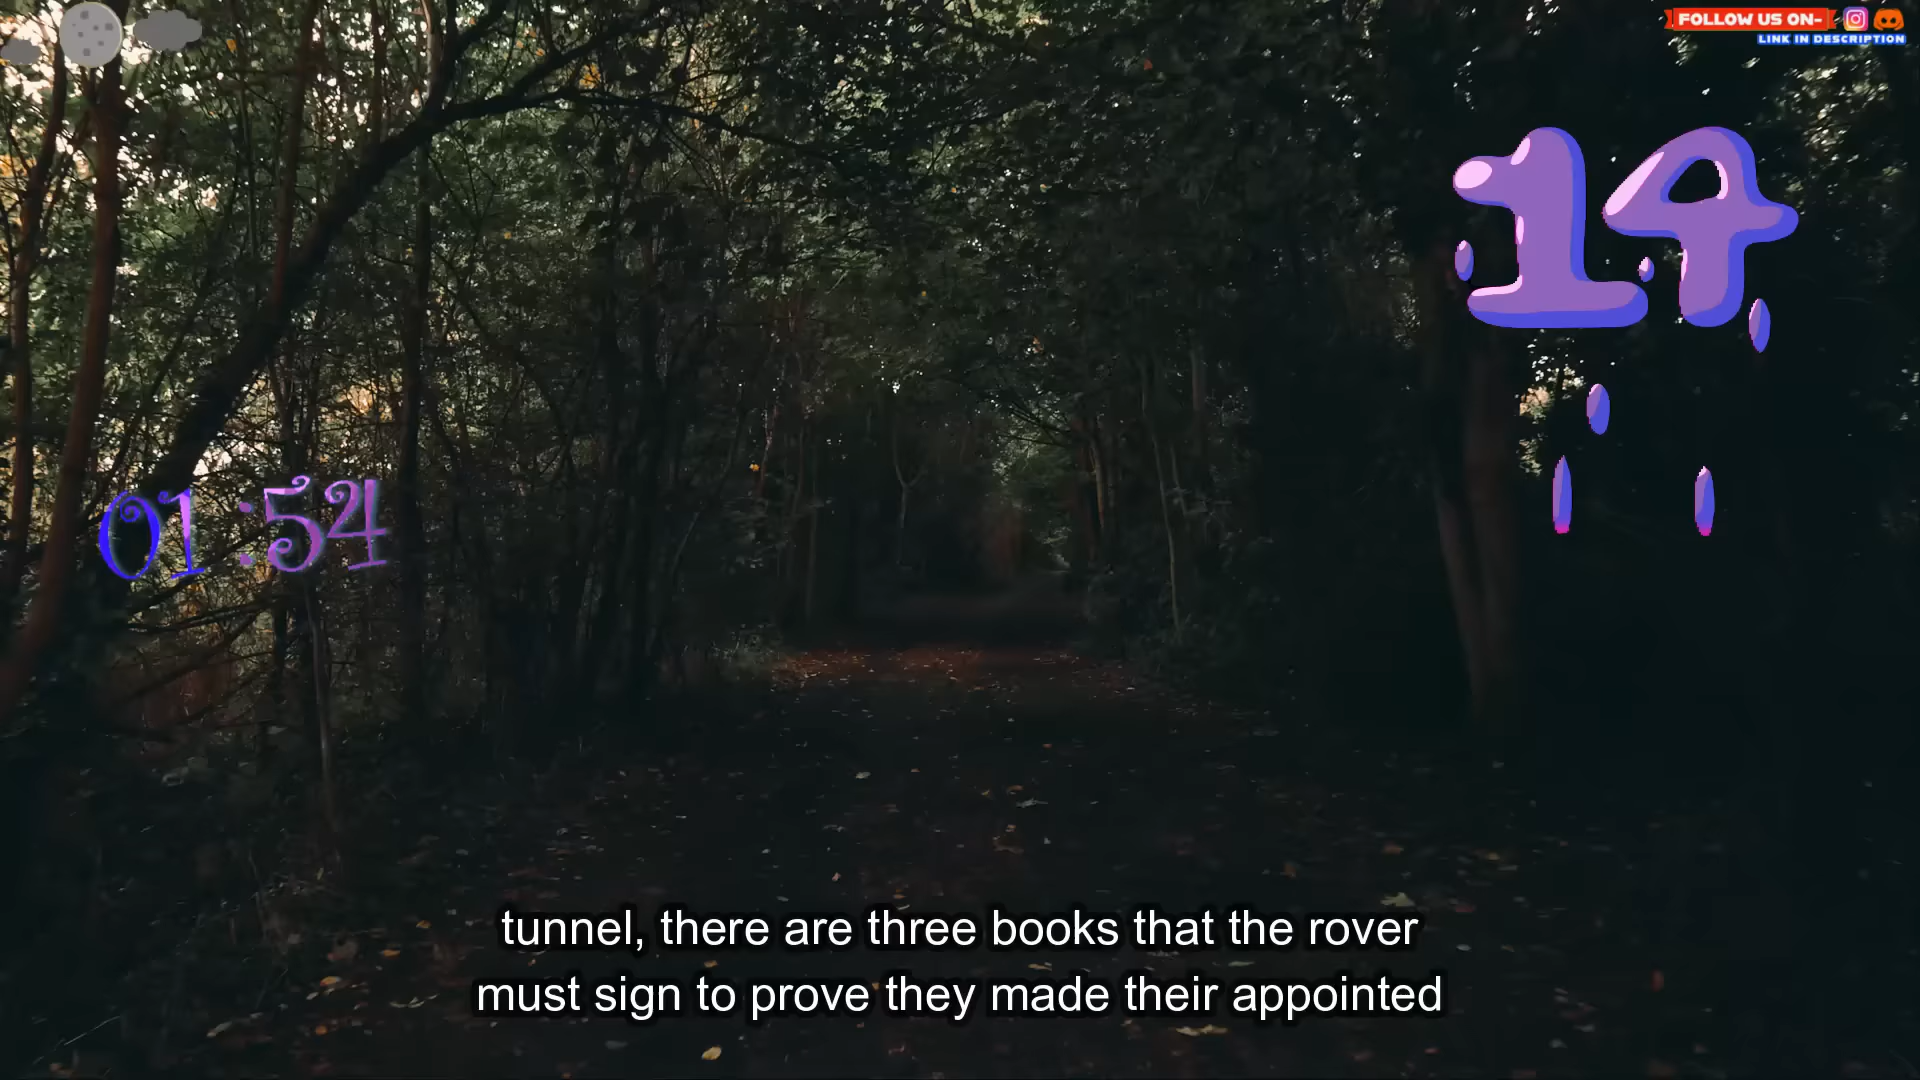 FOLLOW US ON-
LINK IN DESCRIPTION
14
01:54
tunnel, there are three books that the rover
must sign to prove they made their appointed